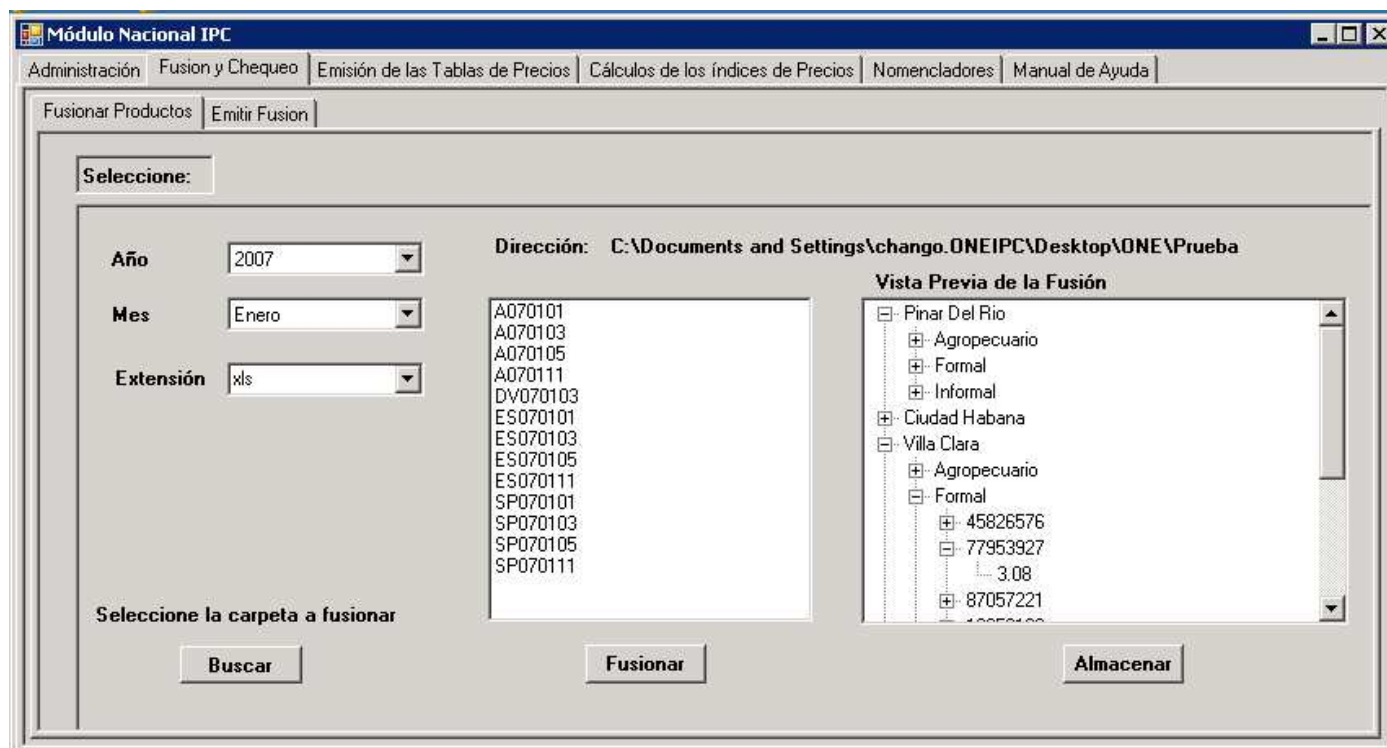 Módulo Nacional IPC
Administración Fusion y Chequeo Emisión de las Tablas de Precios Cálculos de los índices de Precios Nomencladores Manual de Ayuda
Fusionar Productos Emitir Fusion
Seleccione:
Año 2007
Mes Enero
Extensión xls
Seleccione la carpeta a fusionar
Buscar
Dirección: C:\Documents and Settings\chango.ONEIPC\Desktop\ONE\Prueba
A070101
A070103
A070105
A070111
DV070103
ES070101
ES070103
ES070105
ES070111
SP070101
SP070103
SP070105
SP070111
Fusionar
Vista Previa de la Fusión
Pinar Del Rio
Agropecuario
Formal
Informal
Ciudad Habana
Villa Clara
Agropecuario
Formal
45826576
77953927
3.08
87057221
Almacenar